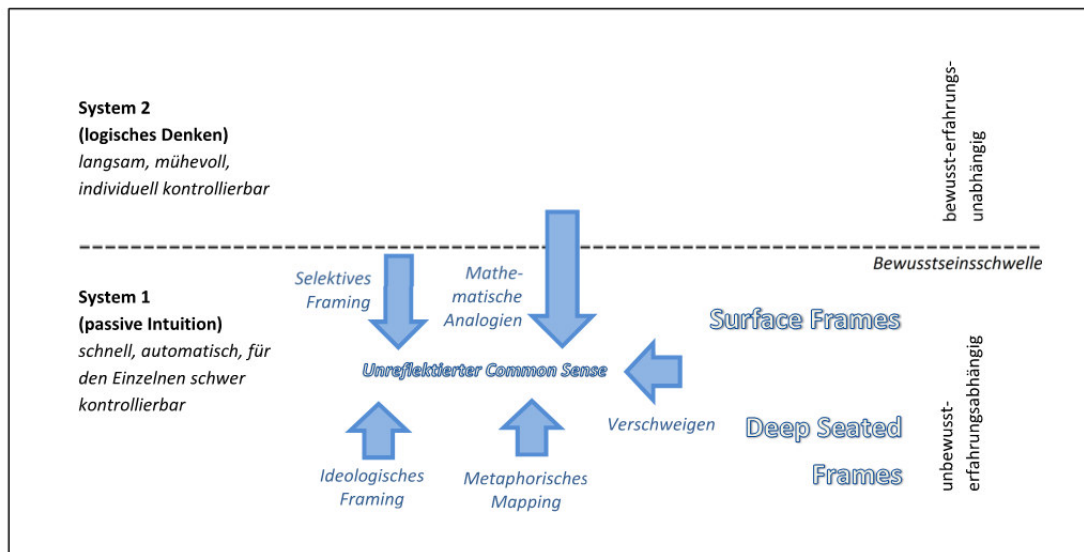 System 2
(logisches Denken)
langsam, mühevoll,
individuell kontrollierbar
bewusst-erfahrungs-
unabhängig
Bewusstseinsschwelle
System 1
(passive Intuition)
schnell, automatisch, für
den Einzelnen schwer
kontrollierbar
Selektives
Framing
Mathe-
matische
Analogien
Surface Frames
Unreflektierter Common Sense
Verschweigen
Deep Seated
Frames
Ideologisches
Framing
Metaphorisches
Mapping
unbewusst-
erfahrungsabhängig